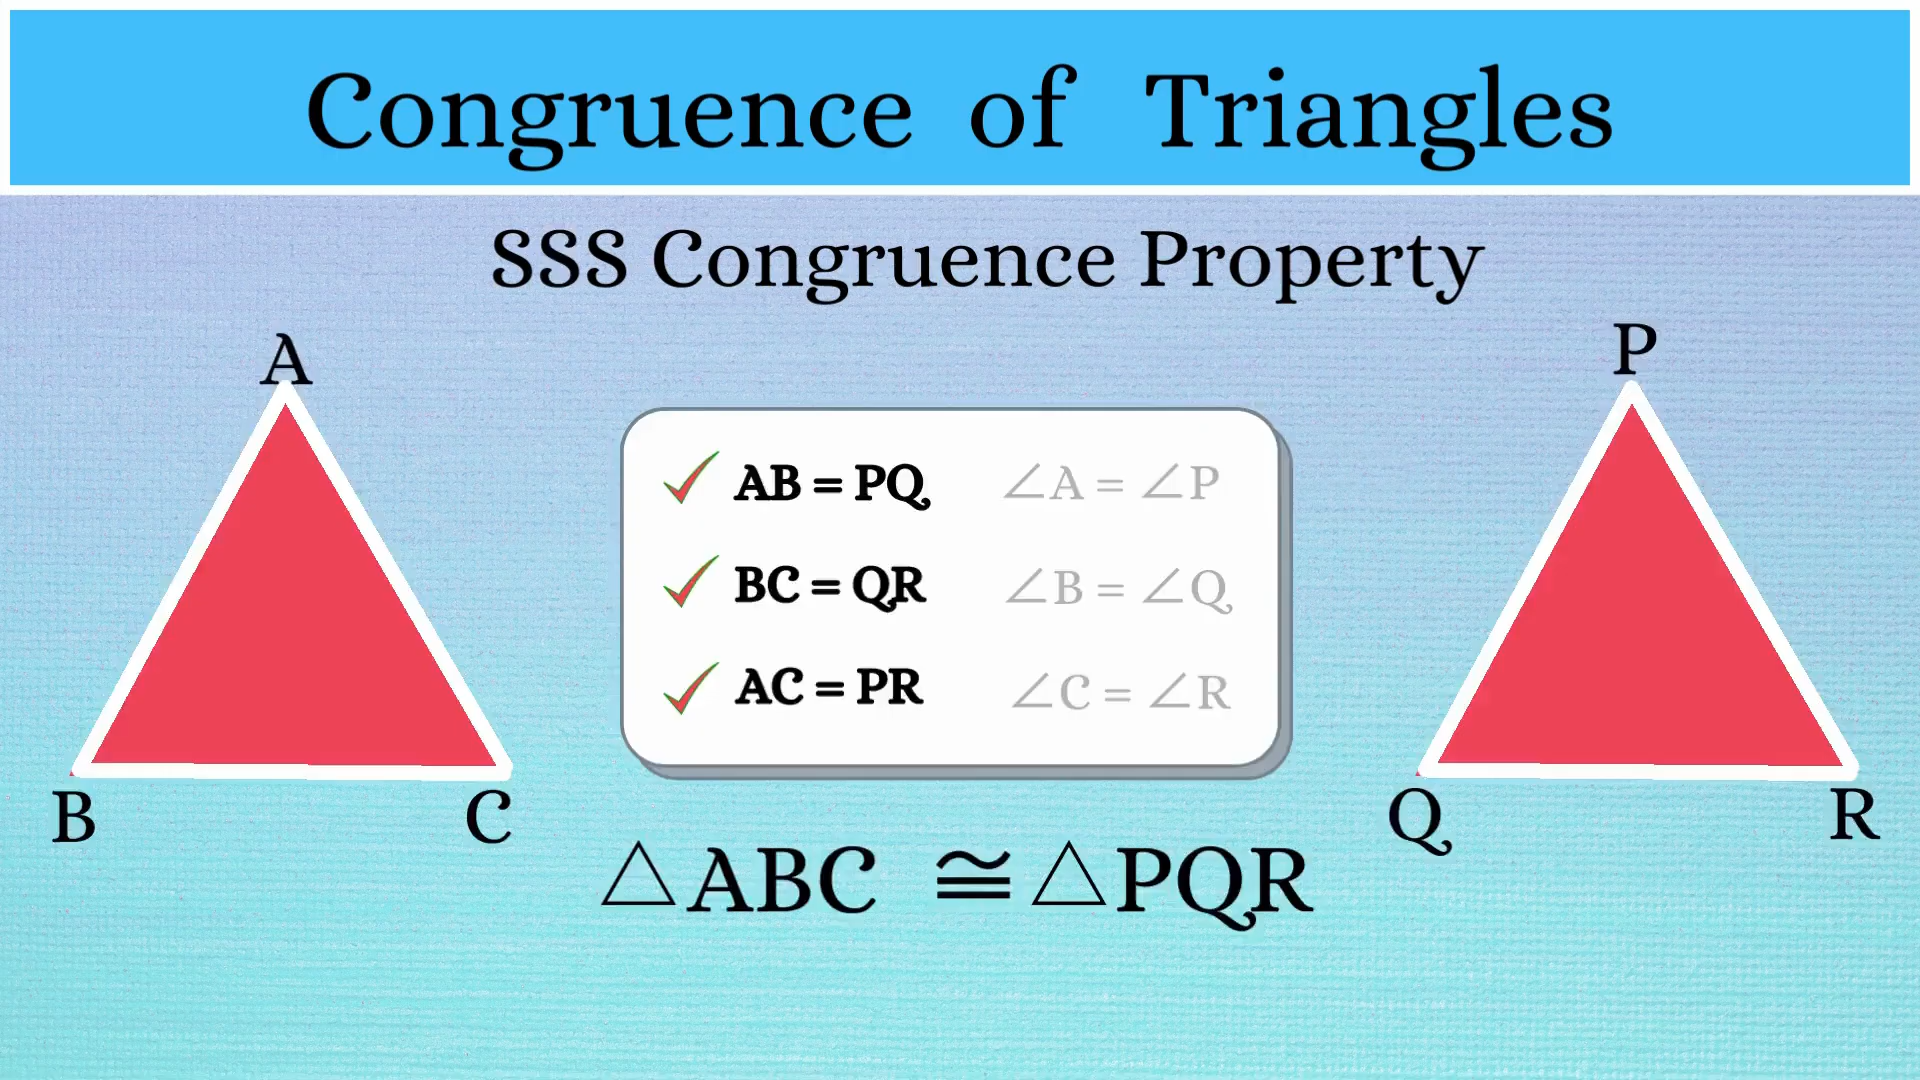 Congruence of Triangles
SSS Congruence Property
A
P
AB = PQ ∠A = ∠P
BC = QR ∠B = ∠Q
AC = PR ∠C = ∠R
B C
Q R
△ABC ≅ △PQR